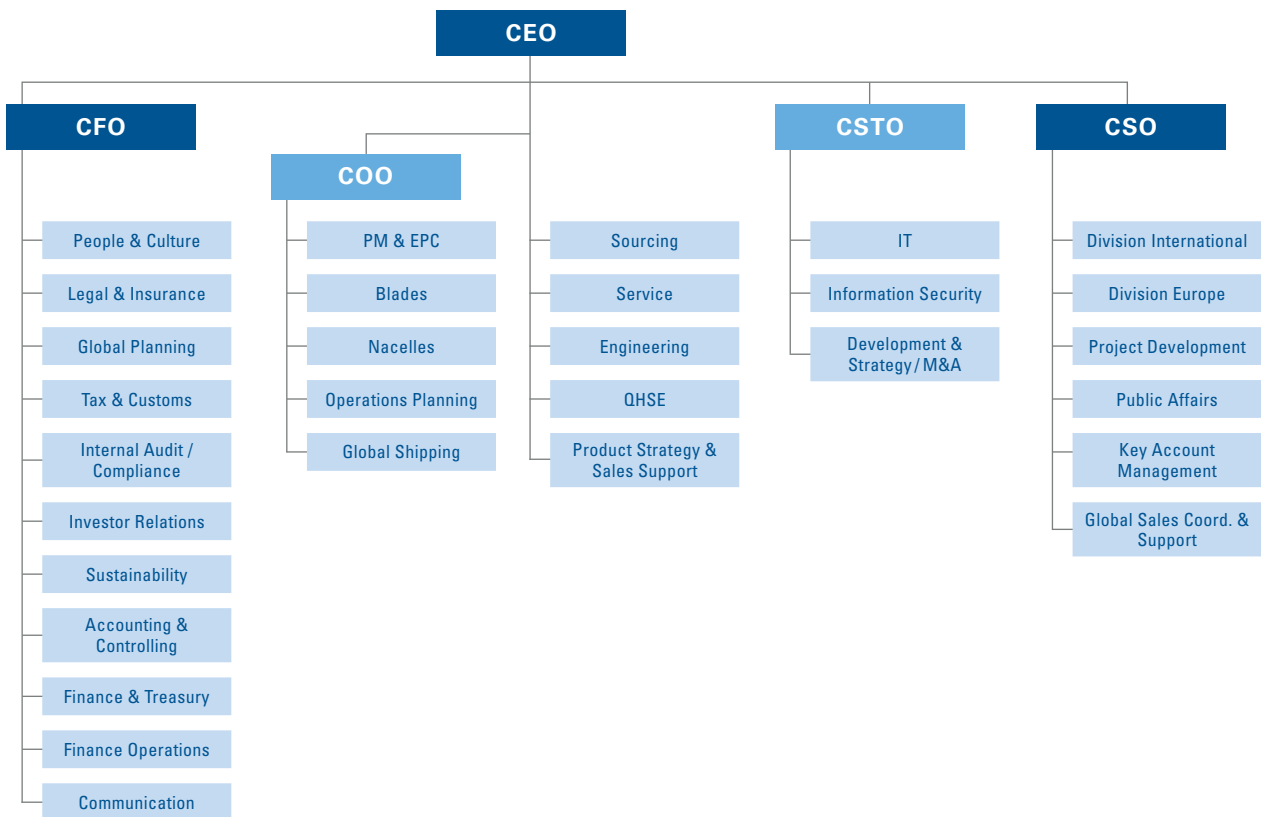 CEO
CFO
COO
CSTO
CSO
People & Culture
Legal & Insurance
Global Planning
Tax & Customs
Internal Audit /
Compliance
Investor Relations
Sustainability
Accounting &
Controlling
Finance & Treasury
Finance Operations
Communication
PM & EPC
Blades
Nacelles
Operations Planning
Global Shipping
Sourcing
Service
Engineering
QHSE
Product Strategy &
Sales Support
IT
Information Security
Development &
Strategy / M&A
Division International
Division Europe
Project Development
Public Affairs
Key Account
Management
Global Sales Coord. &
Support